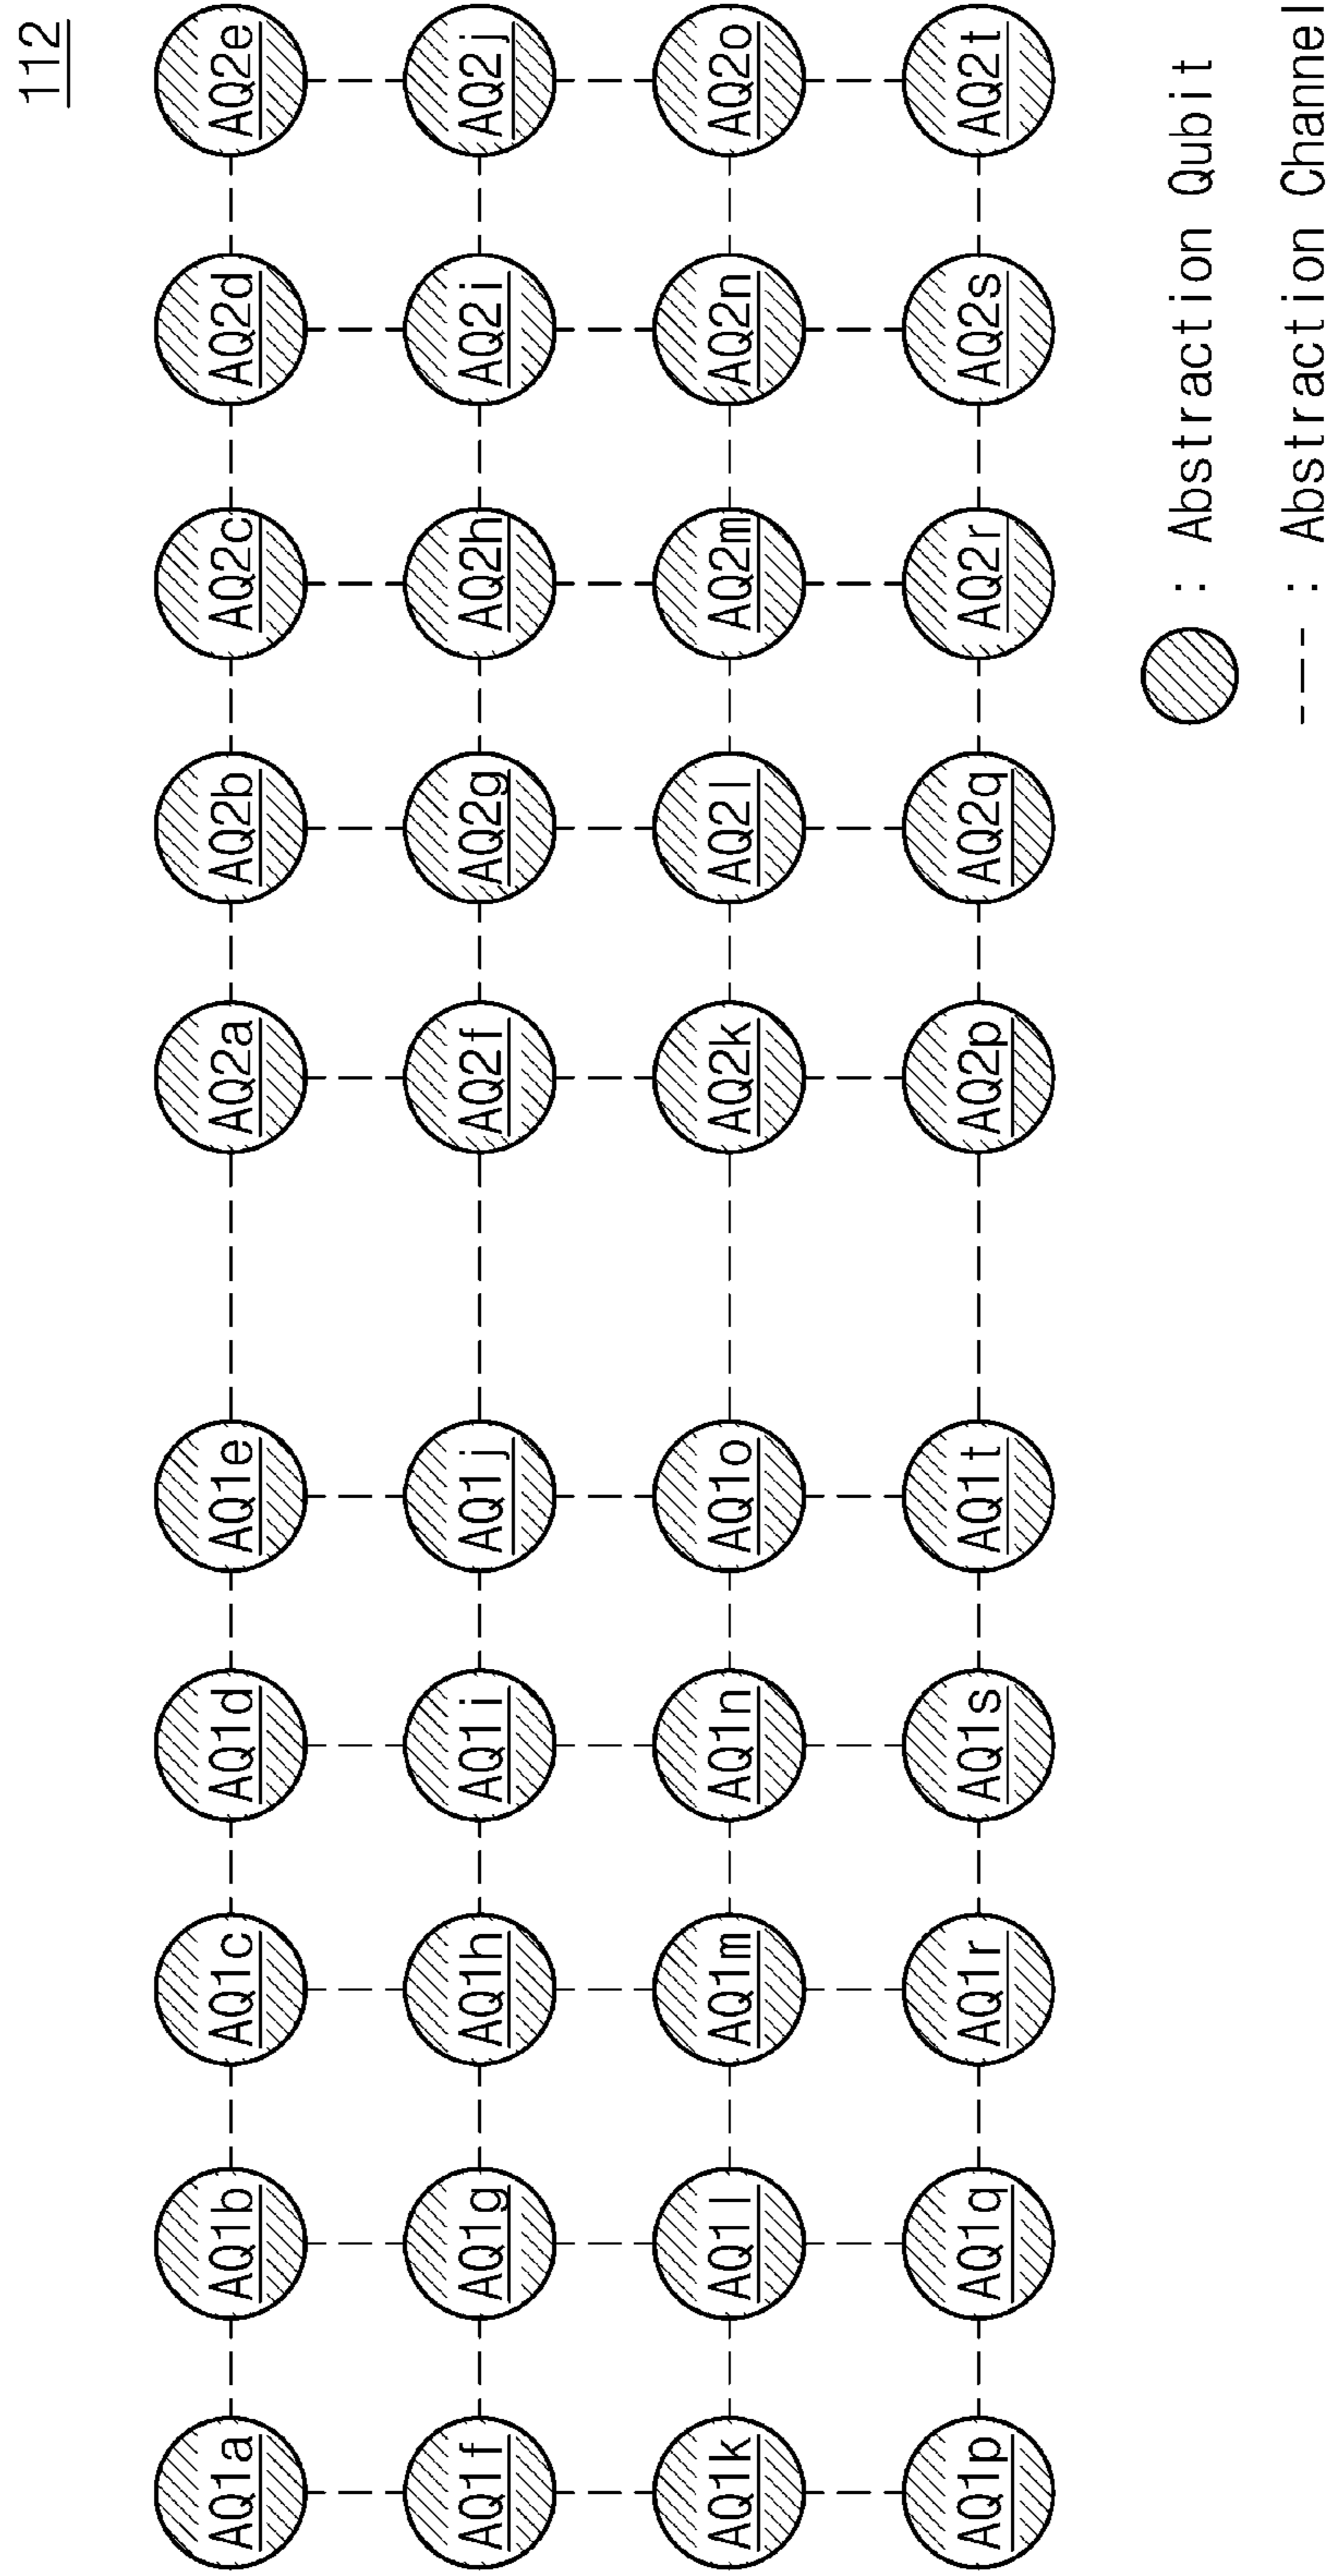 112
AQ1a AQ1b AQ1c AQ1d AQ1e AQ2a AQ2b AQ2c AQ2d AQ2e
AQ1f AQ1g AQ1h AQ1i AQ1j AQ2f AQ2g AQ2h AQ2i AQ2j
AQ1k AQ1l AQ1m AQ1n AQ1o AQ2k AQ2l AQ2m AQ2n AQ2o
AQ1p AQ1q AQ1r AQ1s AQ1t AQ2p AQ2q AQ2r AQ2s AQ2t
: Abstraction Qubit
: Abstraction Channel